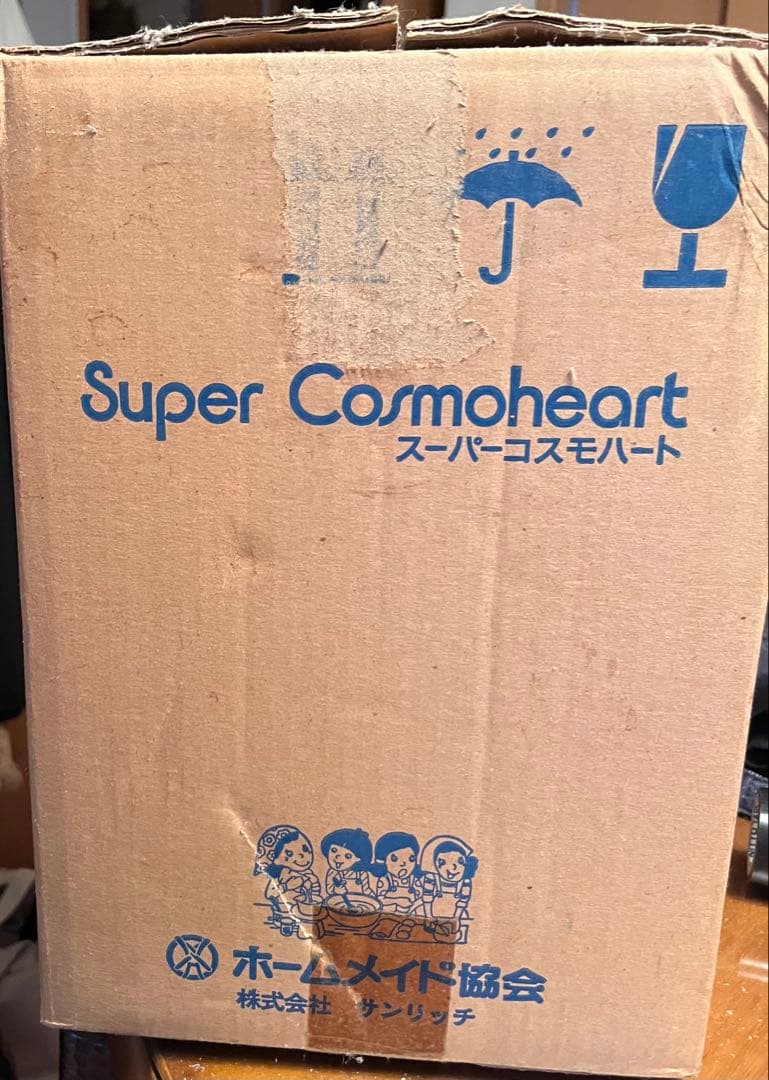 Super Cosmoheart
スーパーコスモハート
ホームメイド協会
株式会社 サンリッチ